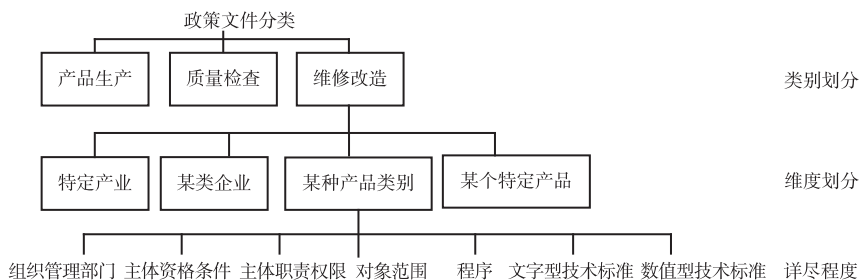 政策文件分类
产品生产 质量检查 维修改造 类别划分
特定产业 某类企业 某种产品类别 某个特定产品 维度划分
组织管理部门 主体资格条件 主体职责权限 对象范围 程序 文字型技术标准 数值型技术标准 详尽程度